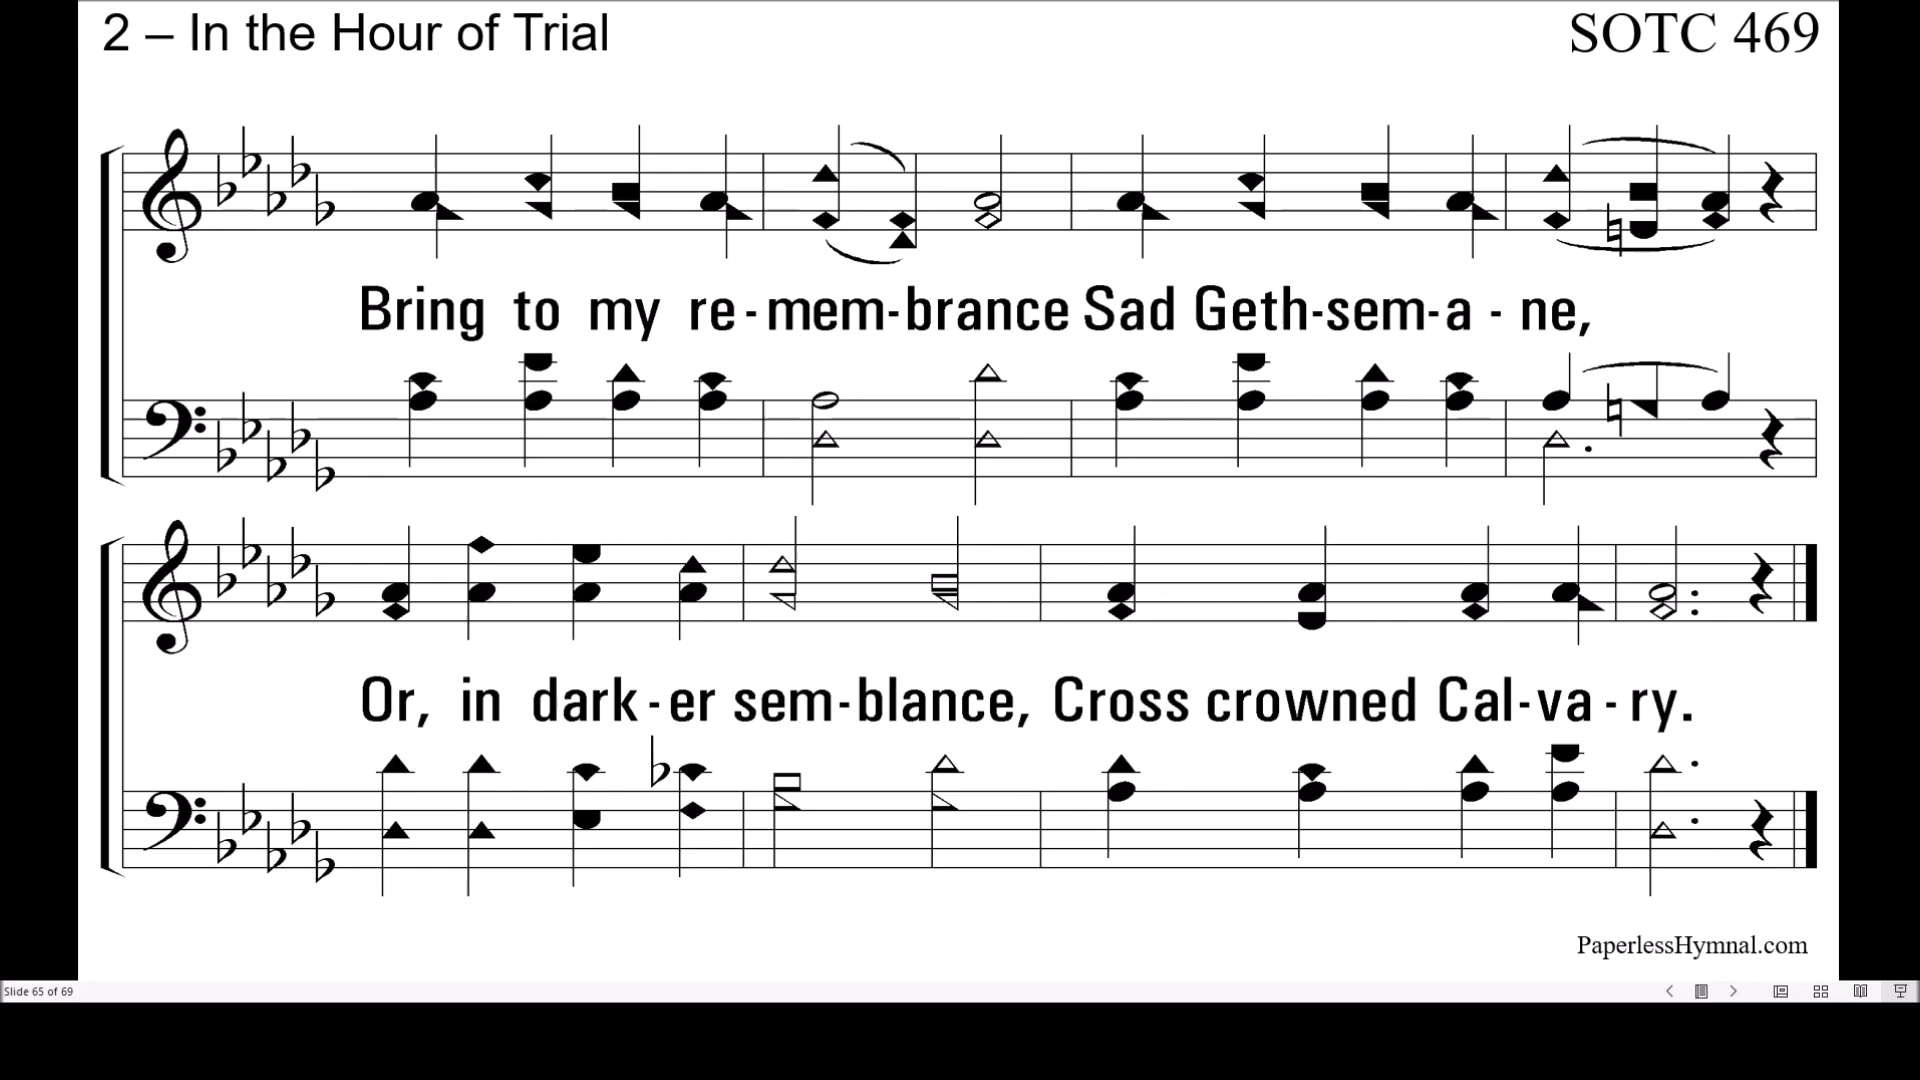 2 – In the Hour of Trial
SOTC 469
Bring to my re-mem-brance Sad Geth-sem-a - ne,
Or, in dark-er sem-blance, Cross crowned Cal-va - ry.
PaperlessHymnal.com
Slide 65 of 69